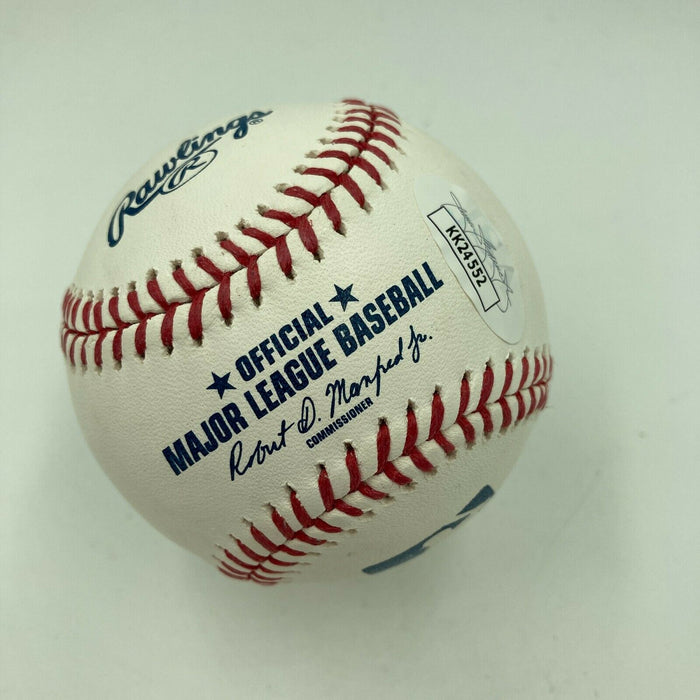 Rawlings®
R
★ OFFICIAL ★
MAJOR LEAGUE BASEBALL
Robert D. Manfred Jr.
COMMISSIONER
KK24552